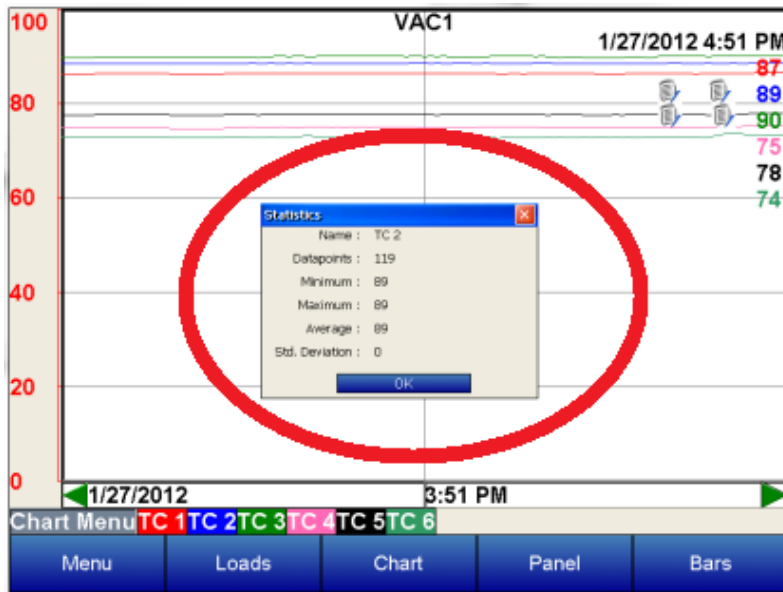 100
VAC1
1/27/2012 4:51 PM
87
80
89
90
75
78
74
60
Statistics
Name : TC 2
Datapoints : 119
Minimum : 89
Maximum : 89
Average : 89
Std. Deviation : 0
OK
40
20
0
1/27/2012 3:51 PM
Chart Menu TC 1 TC 2 TC 3 TC 4 TC 5 TC 6
Menu Loads Chart Panel Bars